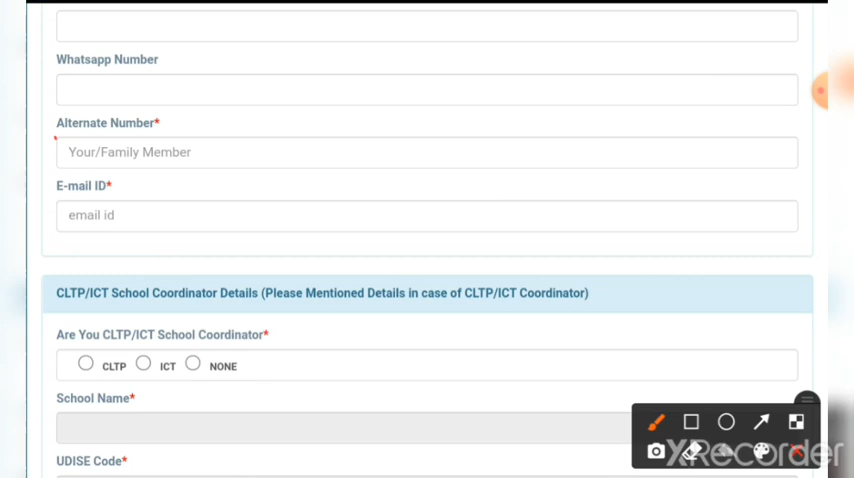 Whatsapp Number
Alternate Number*
Your/Family Member
E-mail ID*
email id
CLTP/ICT School Coordinator Details (Please Mentioned Details in case of CLTP/ICT Coordinator)
Are You CLTP/ICT School Coordinator*
CLTP ICT NONE
School Name*
UDISE Code*
XRecorder